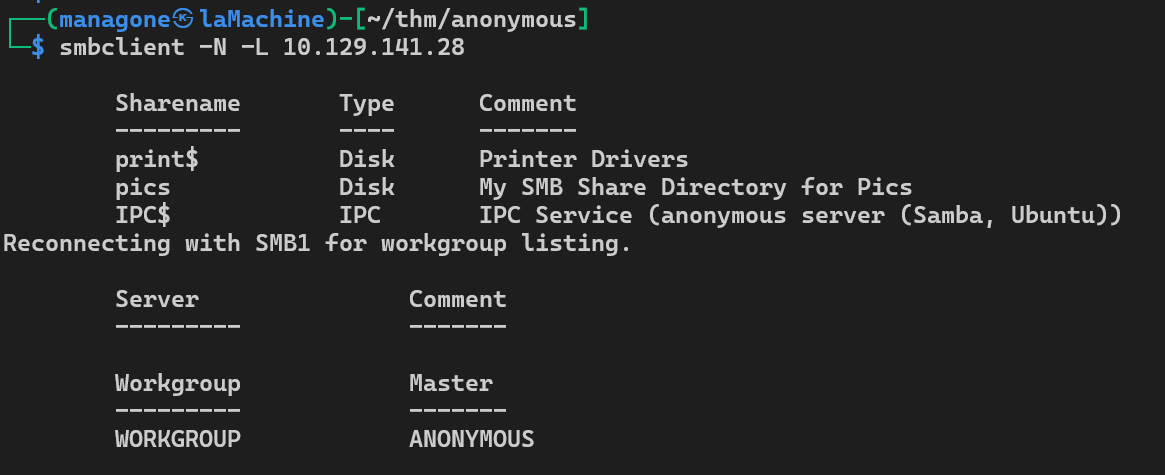 ┌──(managone㉿laMachine)-[~/thm/anonymous]
└─$ smbclient -N -L 10.129.141.28
Sharename Type Comment
--------- ---- -------
print$ Disk Printer Drivers
pics Disk My SMB Share Directory for Pics
IPC$ IPC IPC Service (anonymous server (Samba, Ubuntu))
Reconnecting with SMB1 for workgroup listing.
Server Comment
--------- -------
Workgroup Master
--------- -------
WORKGROUP ANONYMOUS